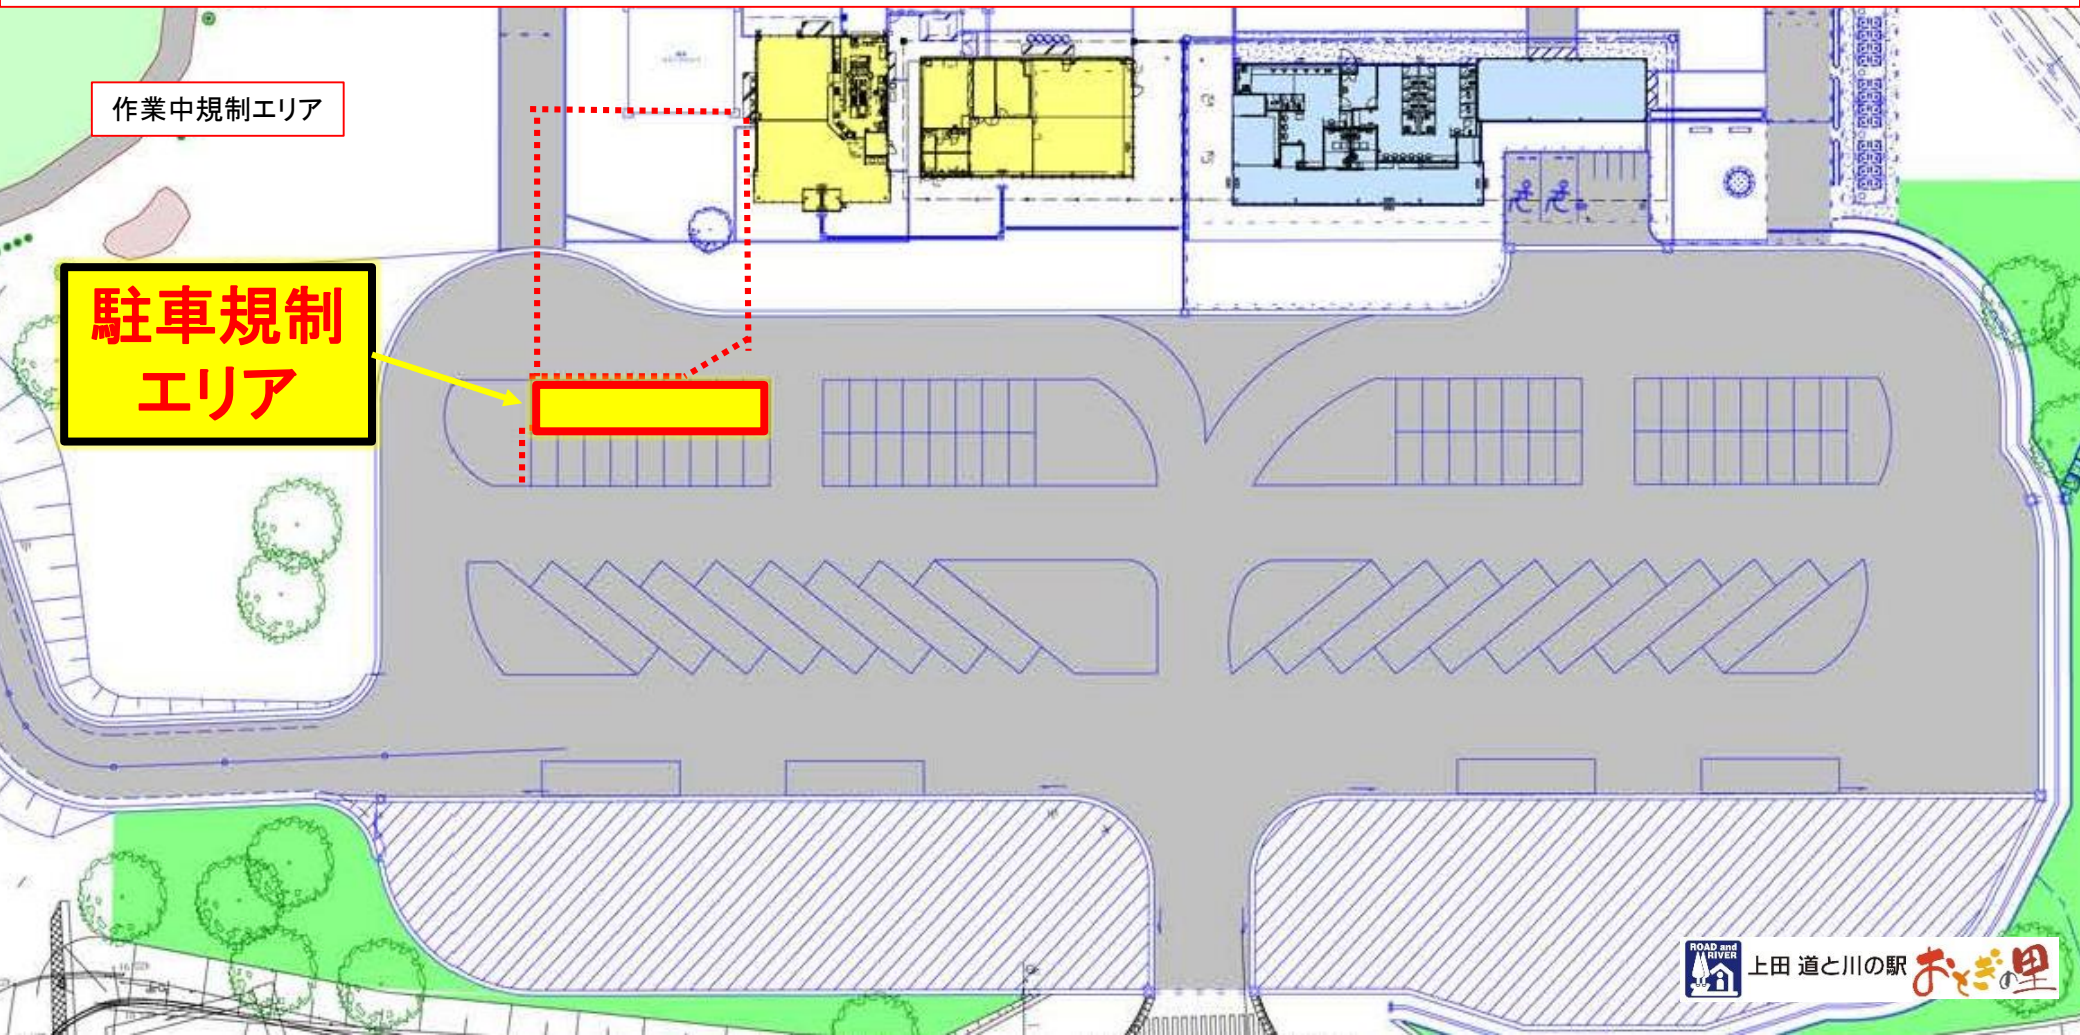 作業中規制エリア
駐車規制
エリア
ROAD and
RIVER
上田 道と川の駅 おとぎの里